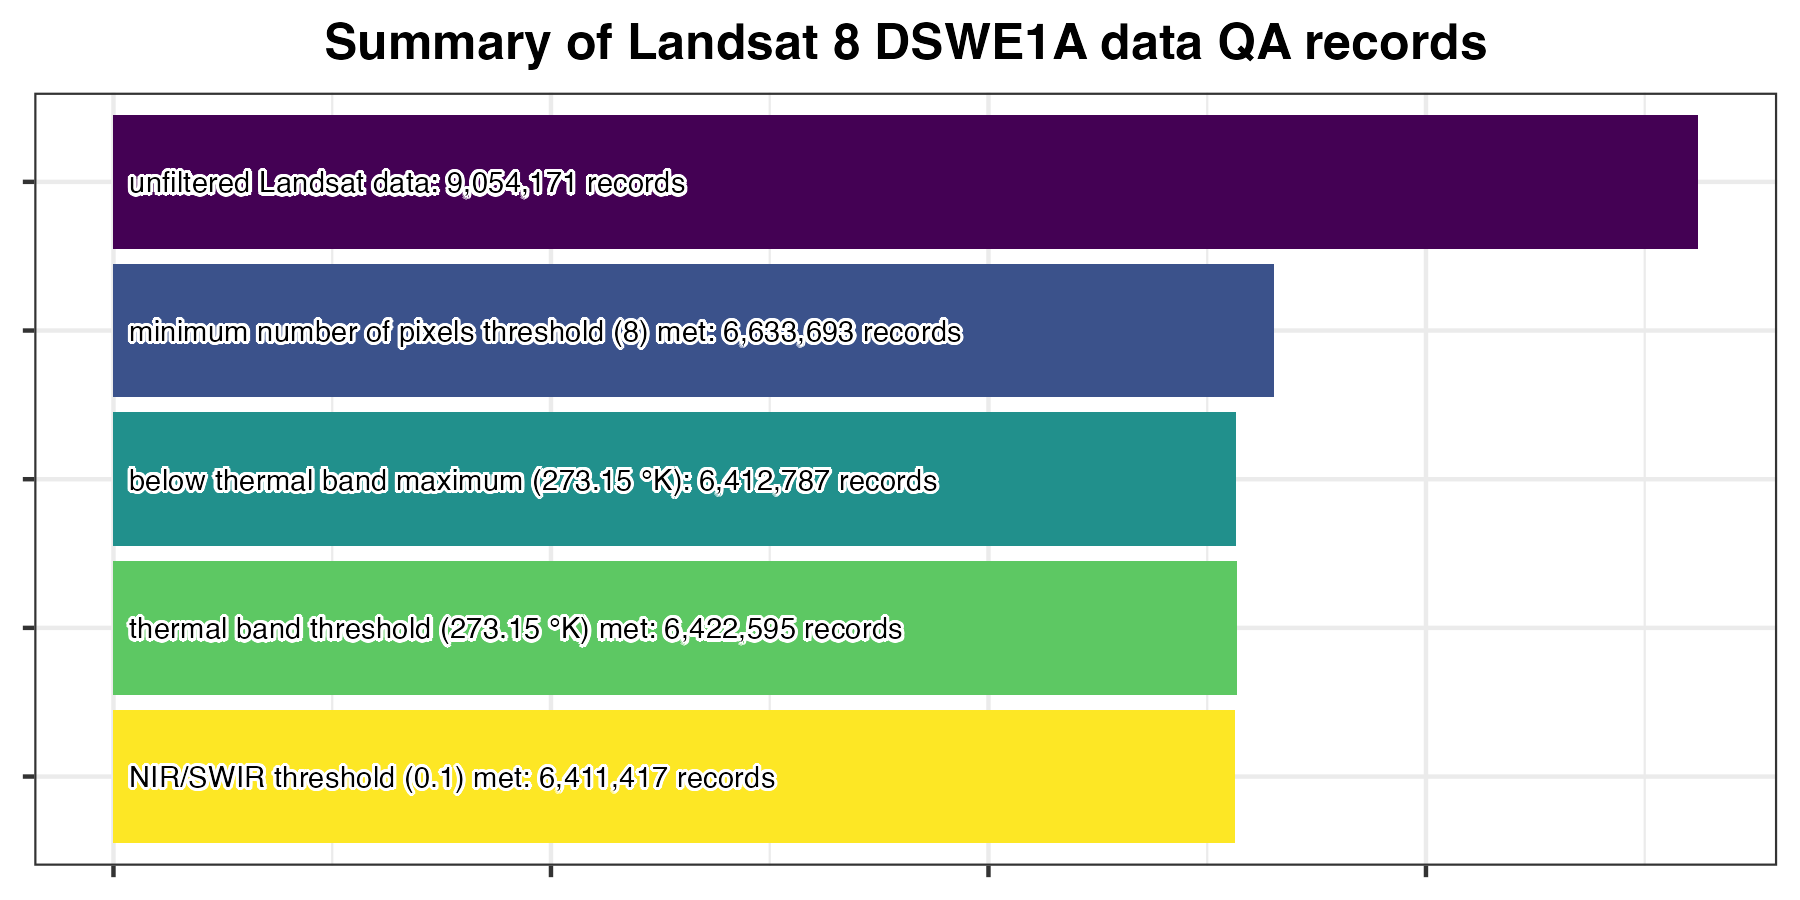 Summary of Landsat 8 DSWE1A data QA records
unfiltered Landsat data: 9,054,171 records
minimum number of pixels threshold (8) met: 6,633,693 records
below thermal band maximum (273.15 °K): 6,412,787 records
thermal band threshold (273.15 °K) met: 6,422,595 records
NIR/SWIR threshold (0.1) met: 6,411,417 records